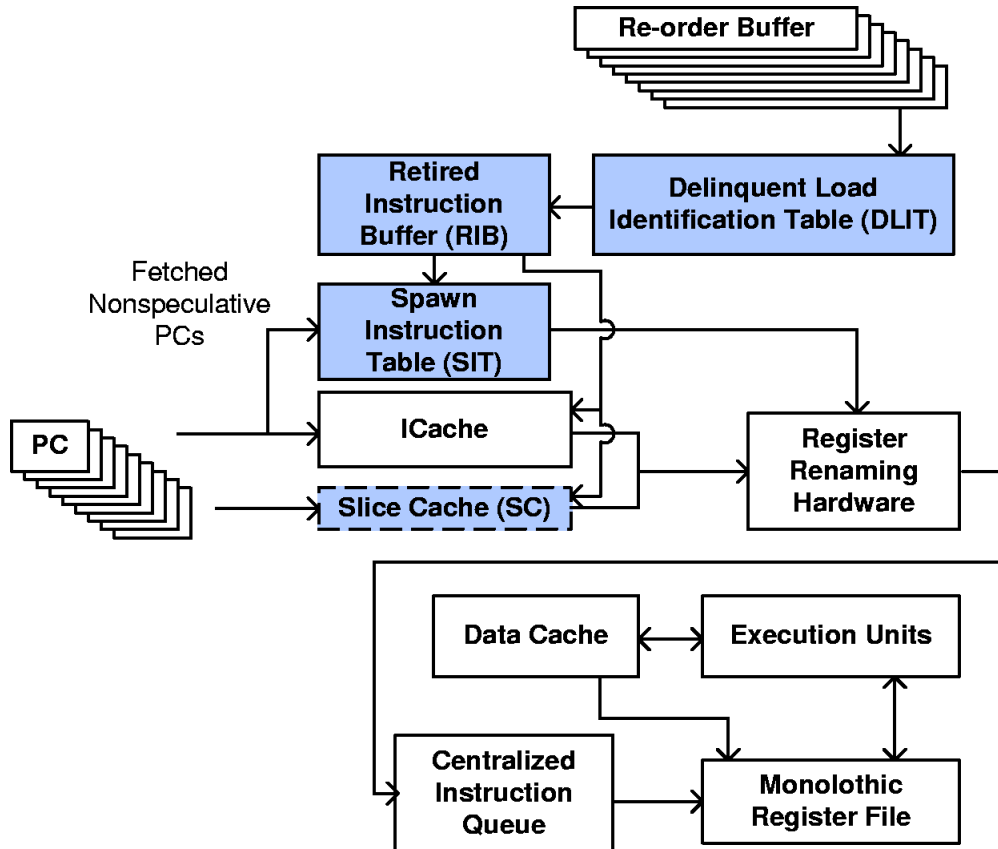 Re-order Buffer
Retired
Instruction
Buffer (RIB)
Delinquent Load
Identification Table (DLIT)
Fetched
Nonspeculative
PCs
Spawn
Instruction
Table (SIT)
ICache
PC
Register
Renaming
Hardware
Slice Cache (SC)
Data Cache
Execution Units
Centralized
Instruction
Queue
Monolothic
Register File